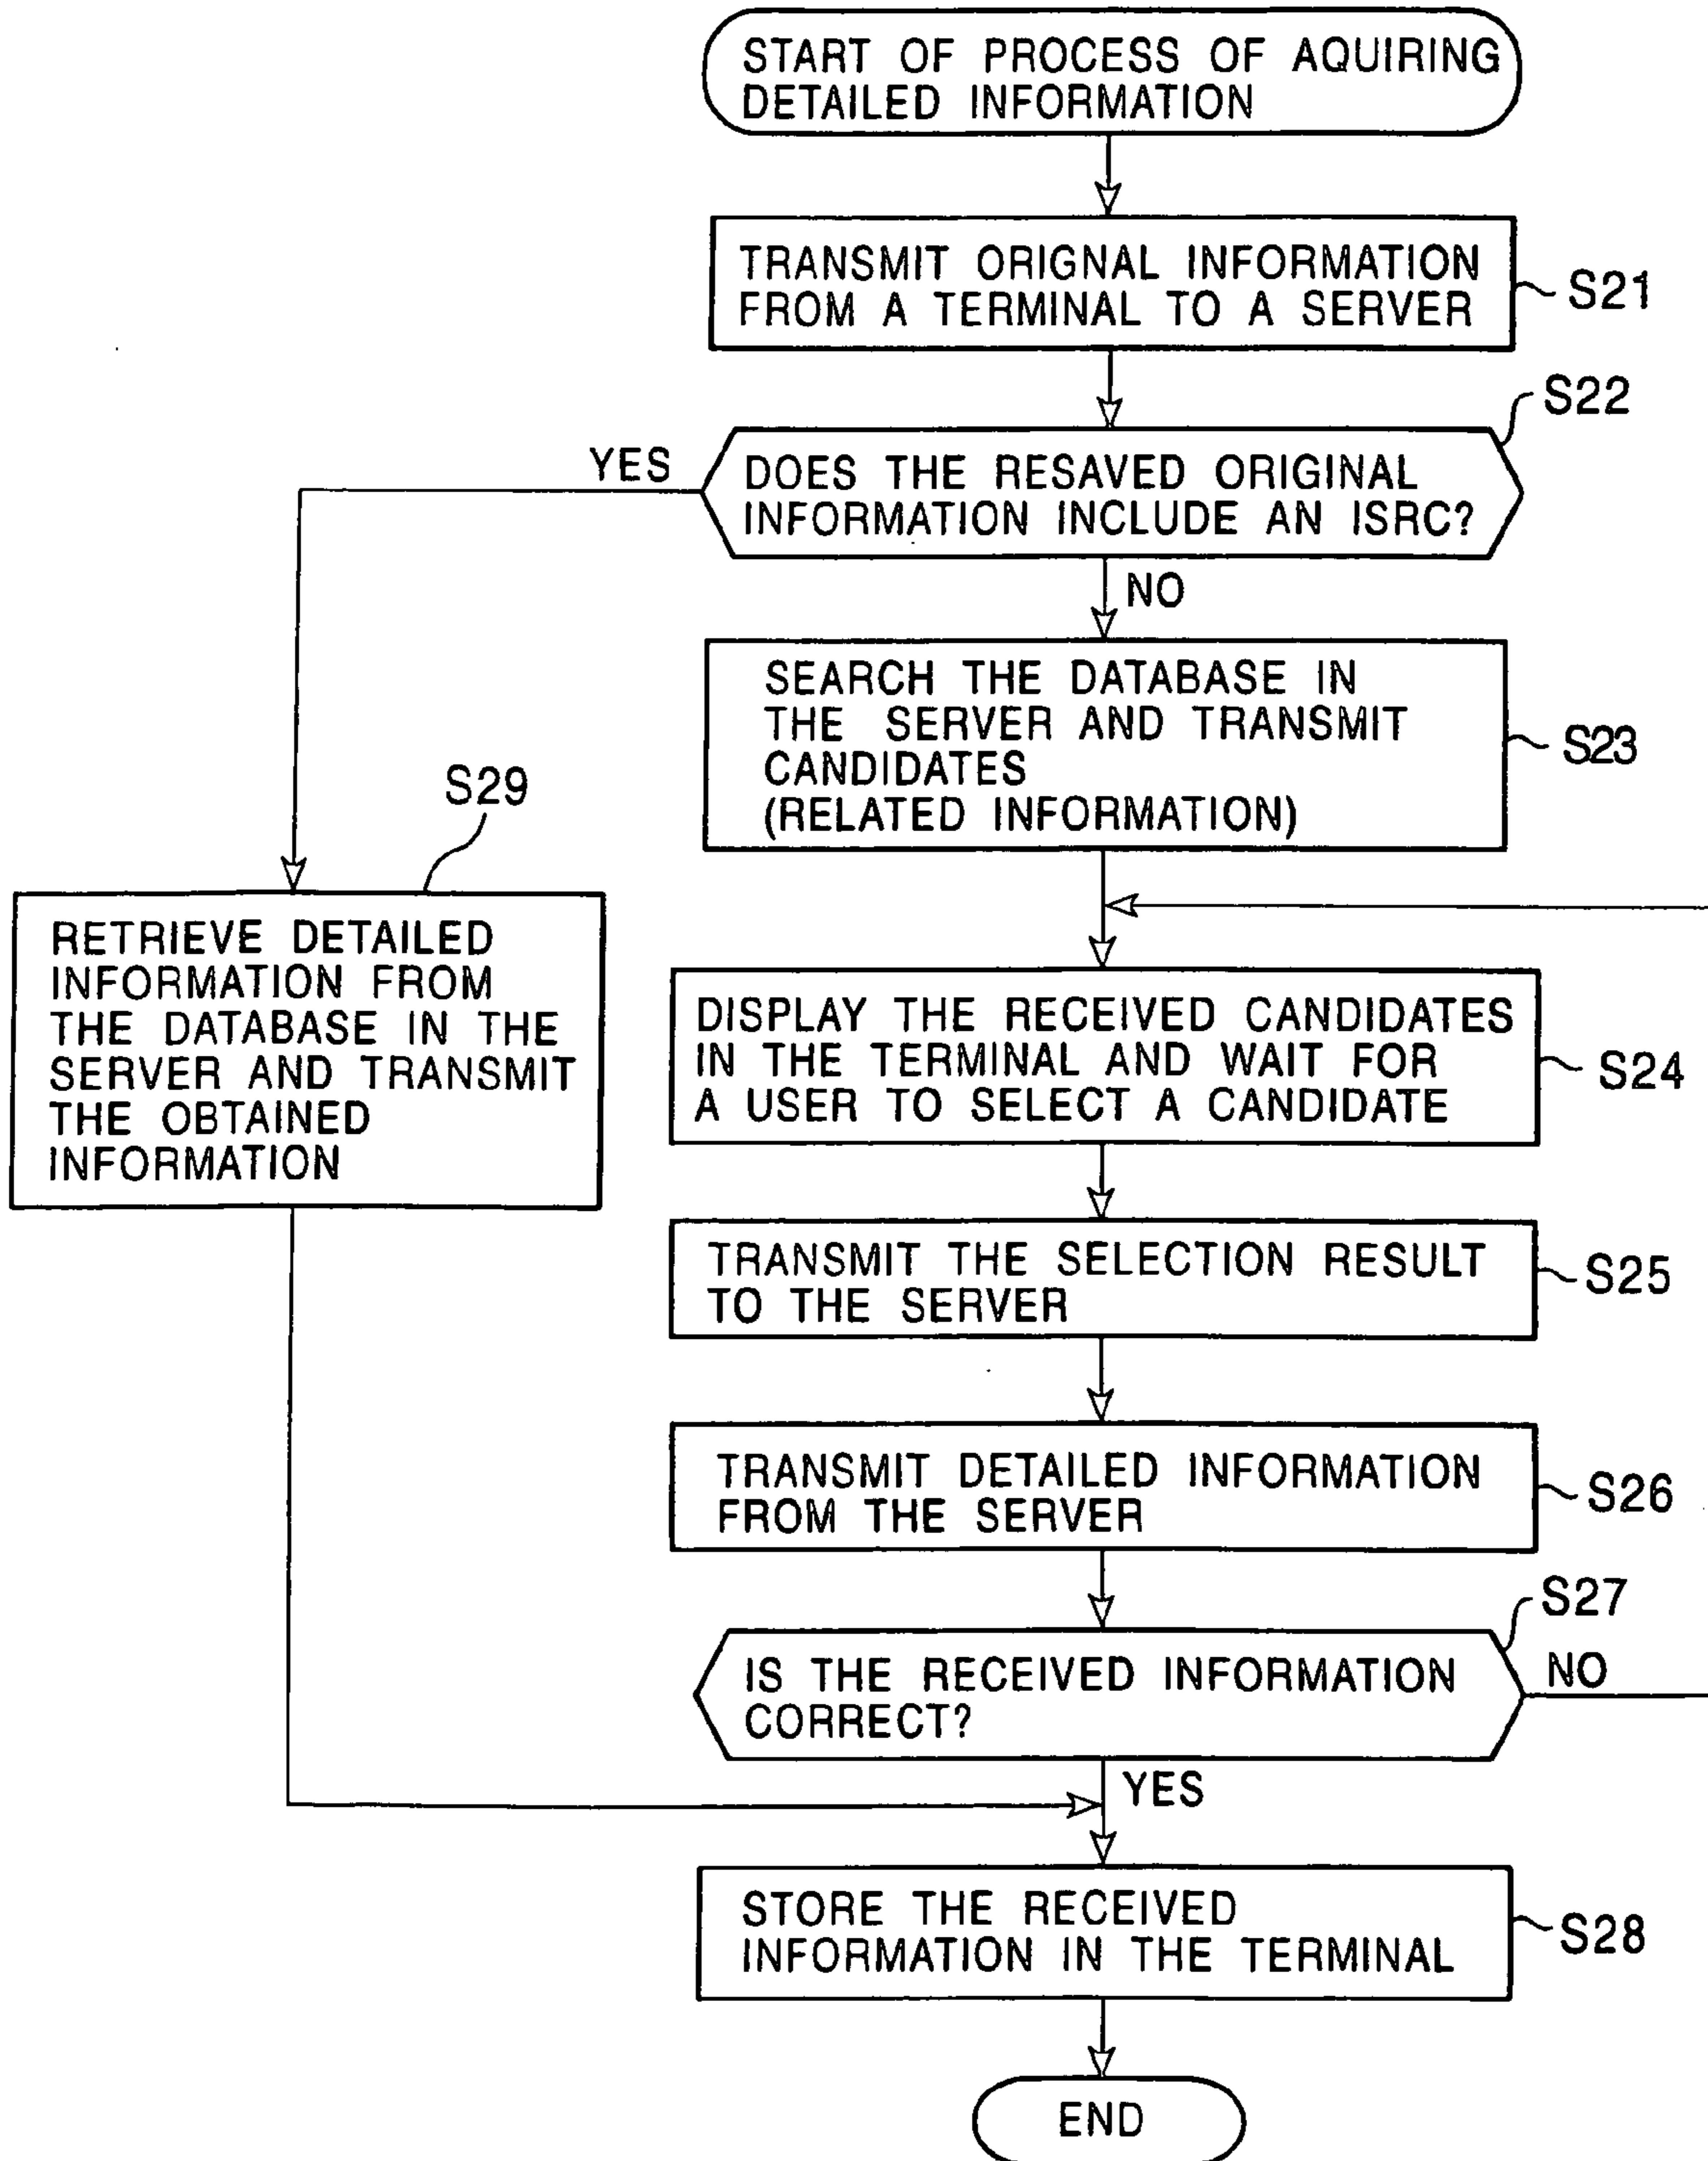 START OF PROCESS OF AQUIRING
DETAILED INFORMATION
TRANSMIT ORIGNAL INFORMATION
FROM A TERMINAL TO A SERVER
S21
S22
YES
DOES THE RESAVED ORIGINAL
INFORMATION INCLUDE AN ISRC?
NO
SEARCH THE DATABASE IN
THE SERVER AND TRANSMIT
CANDIDATES
(RELATED INFORMATION)
S23
S29
RETRIEVE DETAILED
INFORMATION FROM
THE DATABASE IN THE
SERVER AND TRANSMIT
THE OBTAINED
INFORMATION
DISPLAY THE RECEIVED CANDIDATES
IN THE TERMINAL AND WAIT FOR
A USER TO SELECT A CANDIDATE
S24
TRANSMIT THE SELECTION RESULT
TO THE SERVER
S25
TRANSMIT DETAILED INFORMATION
FROM THE SERVER
S26
S27
IS THE RECEIVED INFORMATION
CORRECT?
NO
YES
STORE THE RECEIVED
INFORMATION IN THE TERMINAL
S28
END